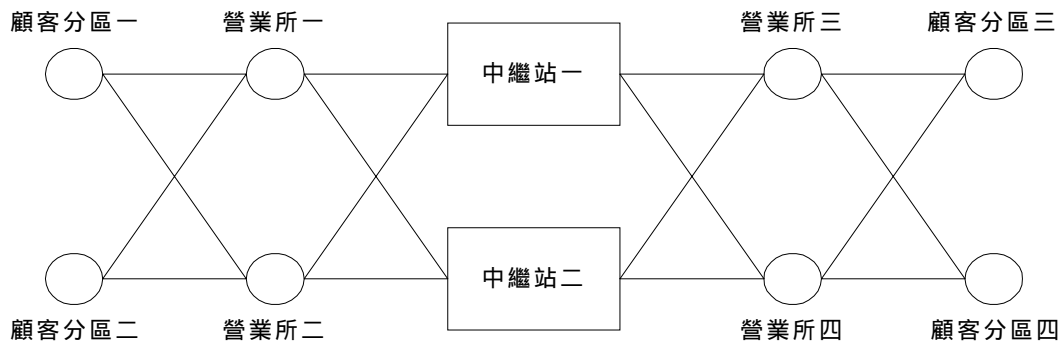 顧客分區一 營業所一 營業所三 顧客分區三
中繼站一
中繼站二
顧客分區二 營業所二 營業所四 顧客分區四